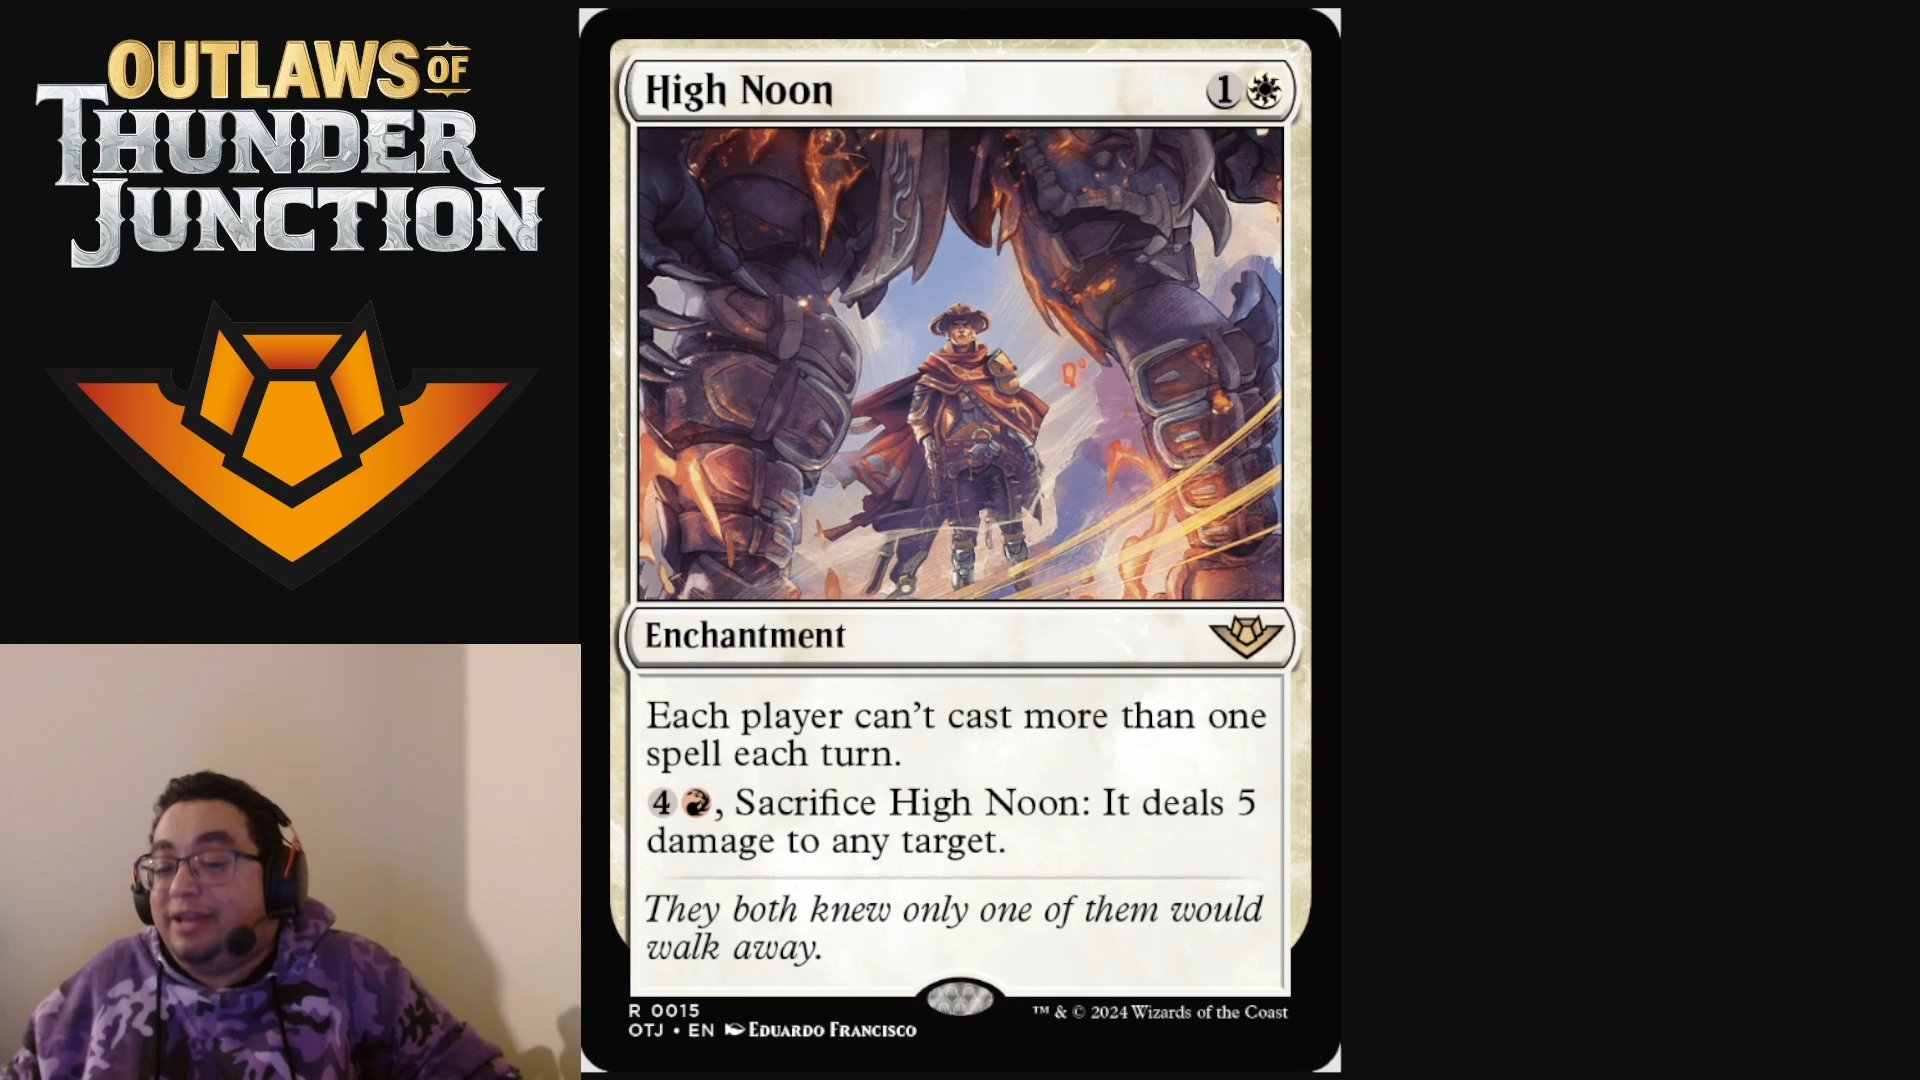 OUTLAWS OF
THUNDER
JUNCTION
High Noon
1
Enchantment
Each player can't cast more than one
spell each turn.
4 , Sacrifice High Noon: It deals 5
damage to any target.
They both knew only one of them would
walk away.
R 0015
OTJ • EN Eduardo Francisco
™ & © 2024 Wizards of the Coast